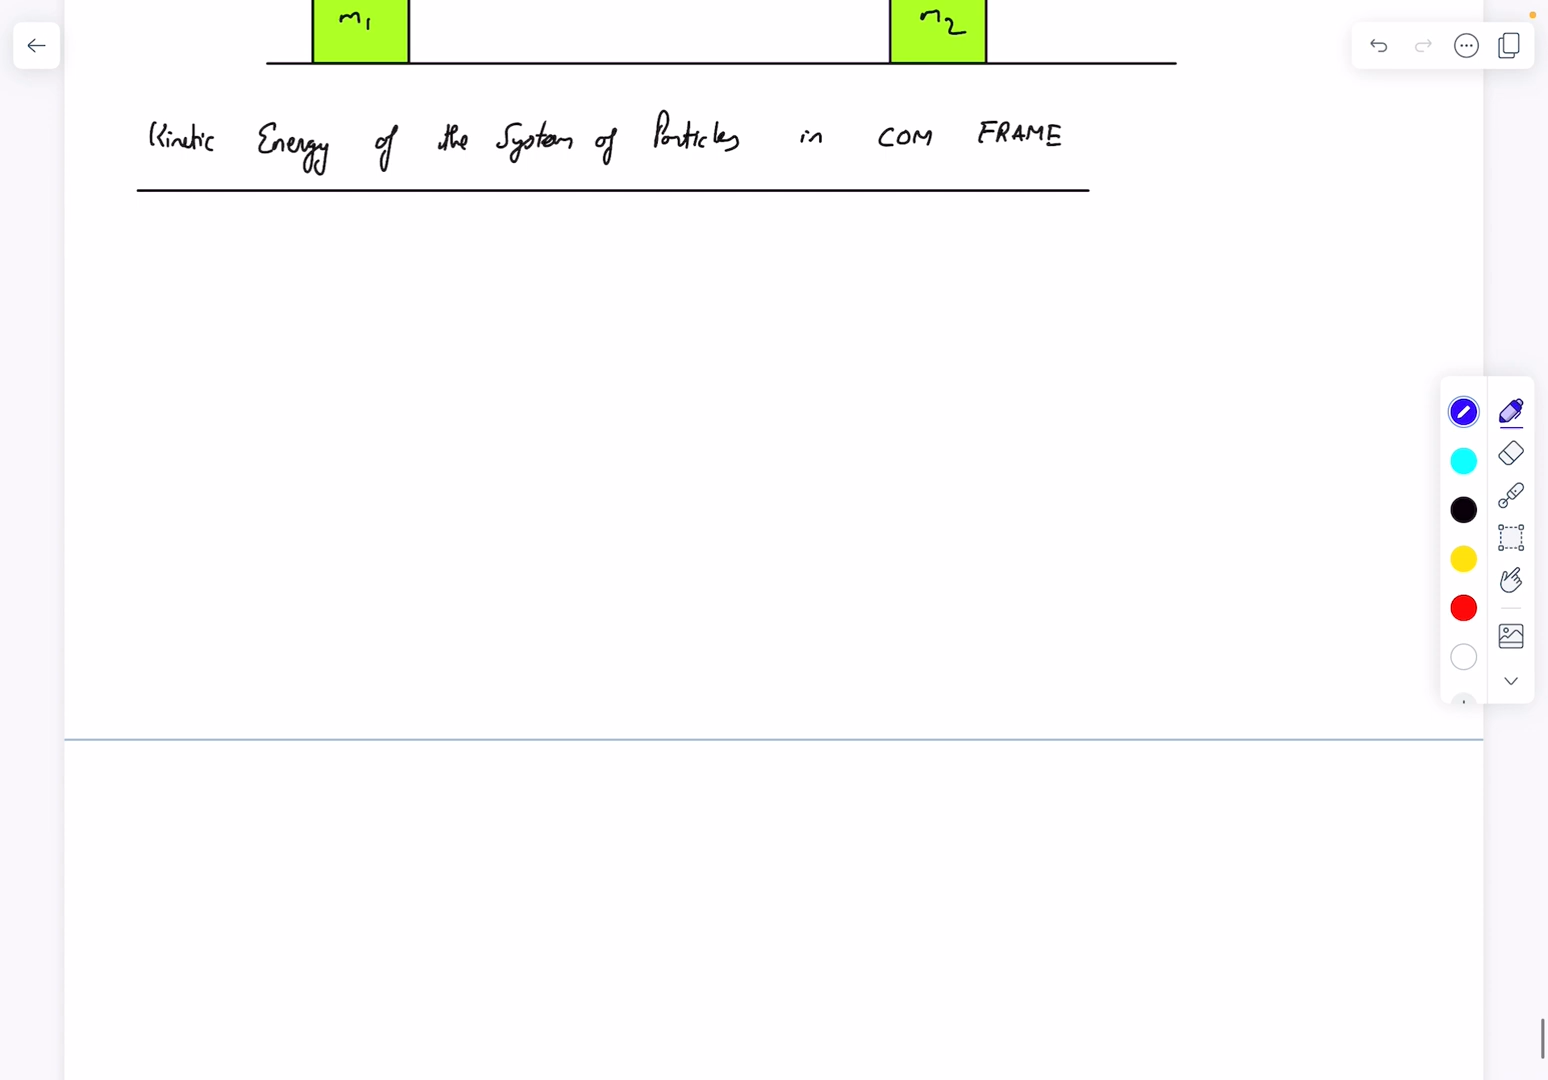 m1 m2
Kinetic Energy of the System of Particles in COM FRAME